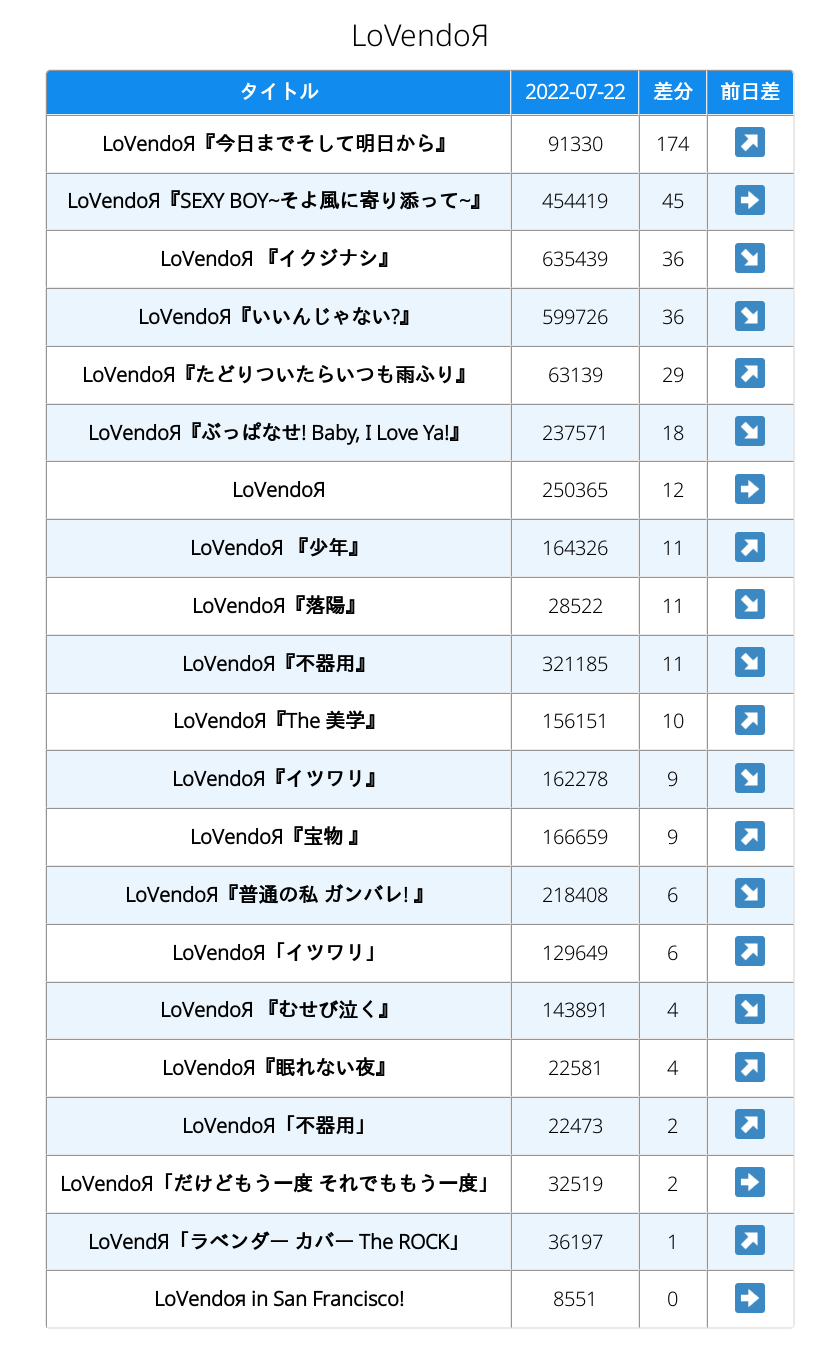 LoVendoЯ
タイトル 2022-07-22 差分 前日差
LoVendoЯ『今日までそして明日から』 91330 174 ↗
LoVendoЯ『SEXY BOY~そよ風に寄り添って~』 454419 45 ➡
LoVendoЯ 『イクジナシ』 635439 36 ↘
LoVendoЯ『いいんじゃない?』 599726 36 ↘
LoVendoЯ『たどりついたらいつも雨ふり』 63139 29 ↗
LoVendoЯ『ぶっぱなせ! Baby, I Love Ya!』 237571 18 ↘
LoVendoЯ 250365 12 ➡
LoVendoЯ 『少年』 164326 11 ↗
LoVendoЯ『落陽』 28522 11 ↘
LoVendoЯ『不器用』 321185 11 ↘
LoVendoЯ『The 美学』 156151 10 ↗
LoVendoЯ『イツワリ』 162278 9 ↘
LoVendoЯ『宝物 』 166659 9 ↗
LoVendoЯ『普通の私 ガンバレ! 』 218408 6 ↘
LoVendoЯ「イツワリ」 129649 6 ↗
LoVendoЯ 『むせび泣く』 143891 4 ↘
LoVendoЯ『眠れない夜』 22581 4 ↗
LoVendoЯ「不器用」 22473 2 ↗
LoVendoЯ「だけどもう一度 それでももう一度」 32519 2 ➡
LoVendЯ「ラベンダー カバー The ROCK」 36197 1 ↗
LoVendoя in San Francisco! 8551 0 ➡